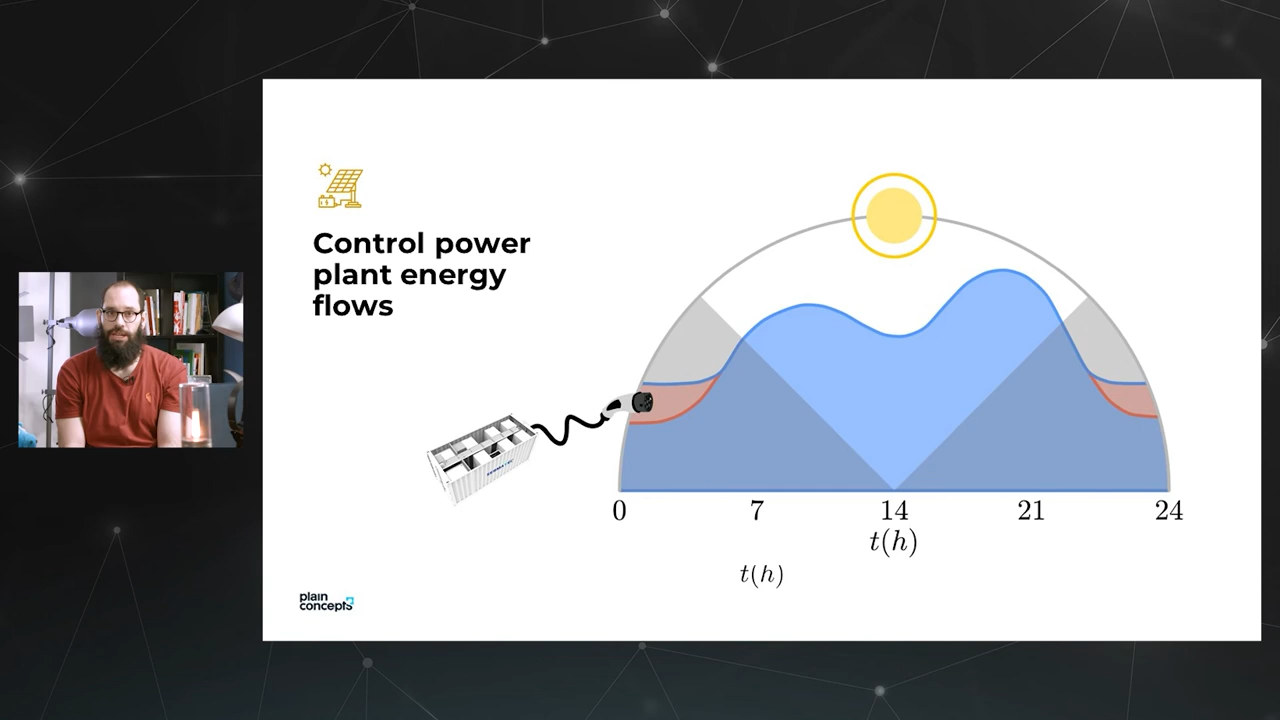 Control power
plant energy
flows
0 7 14 21 24
t(h)
t(h)
plain
concepts